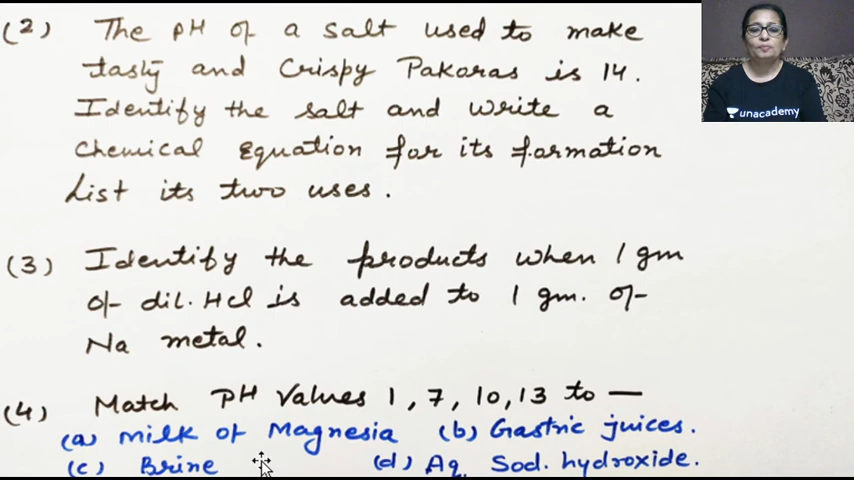 (2) The pH of a salt used to make
tasty and Crispy Pakoras is 14.
Identify the salt and write a
Chemical Equation for its formation
List its two uses.
(3) Identify the products when 1 gm
of dil. HCl is added to 1 gm. of
Na metal.
(4) Match pH Values 1, 7, 10, 13 to —
(a) Milk of Magnesia (b) Gastric juices.
(c) Brine (d) Aq. Sod. hydroxide.
unacademy